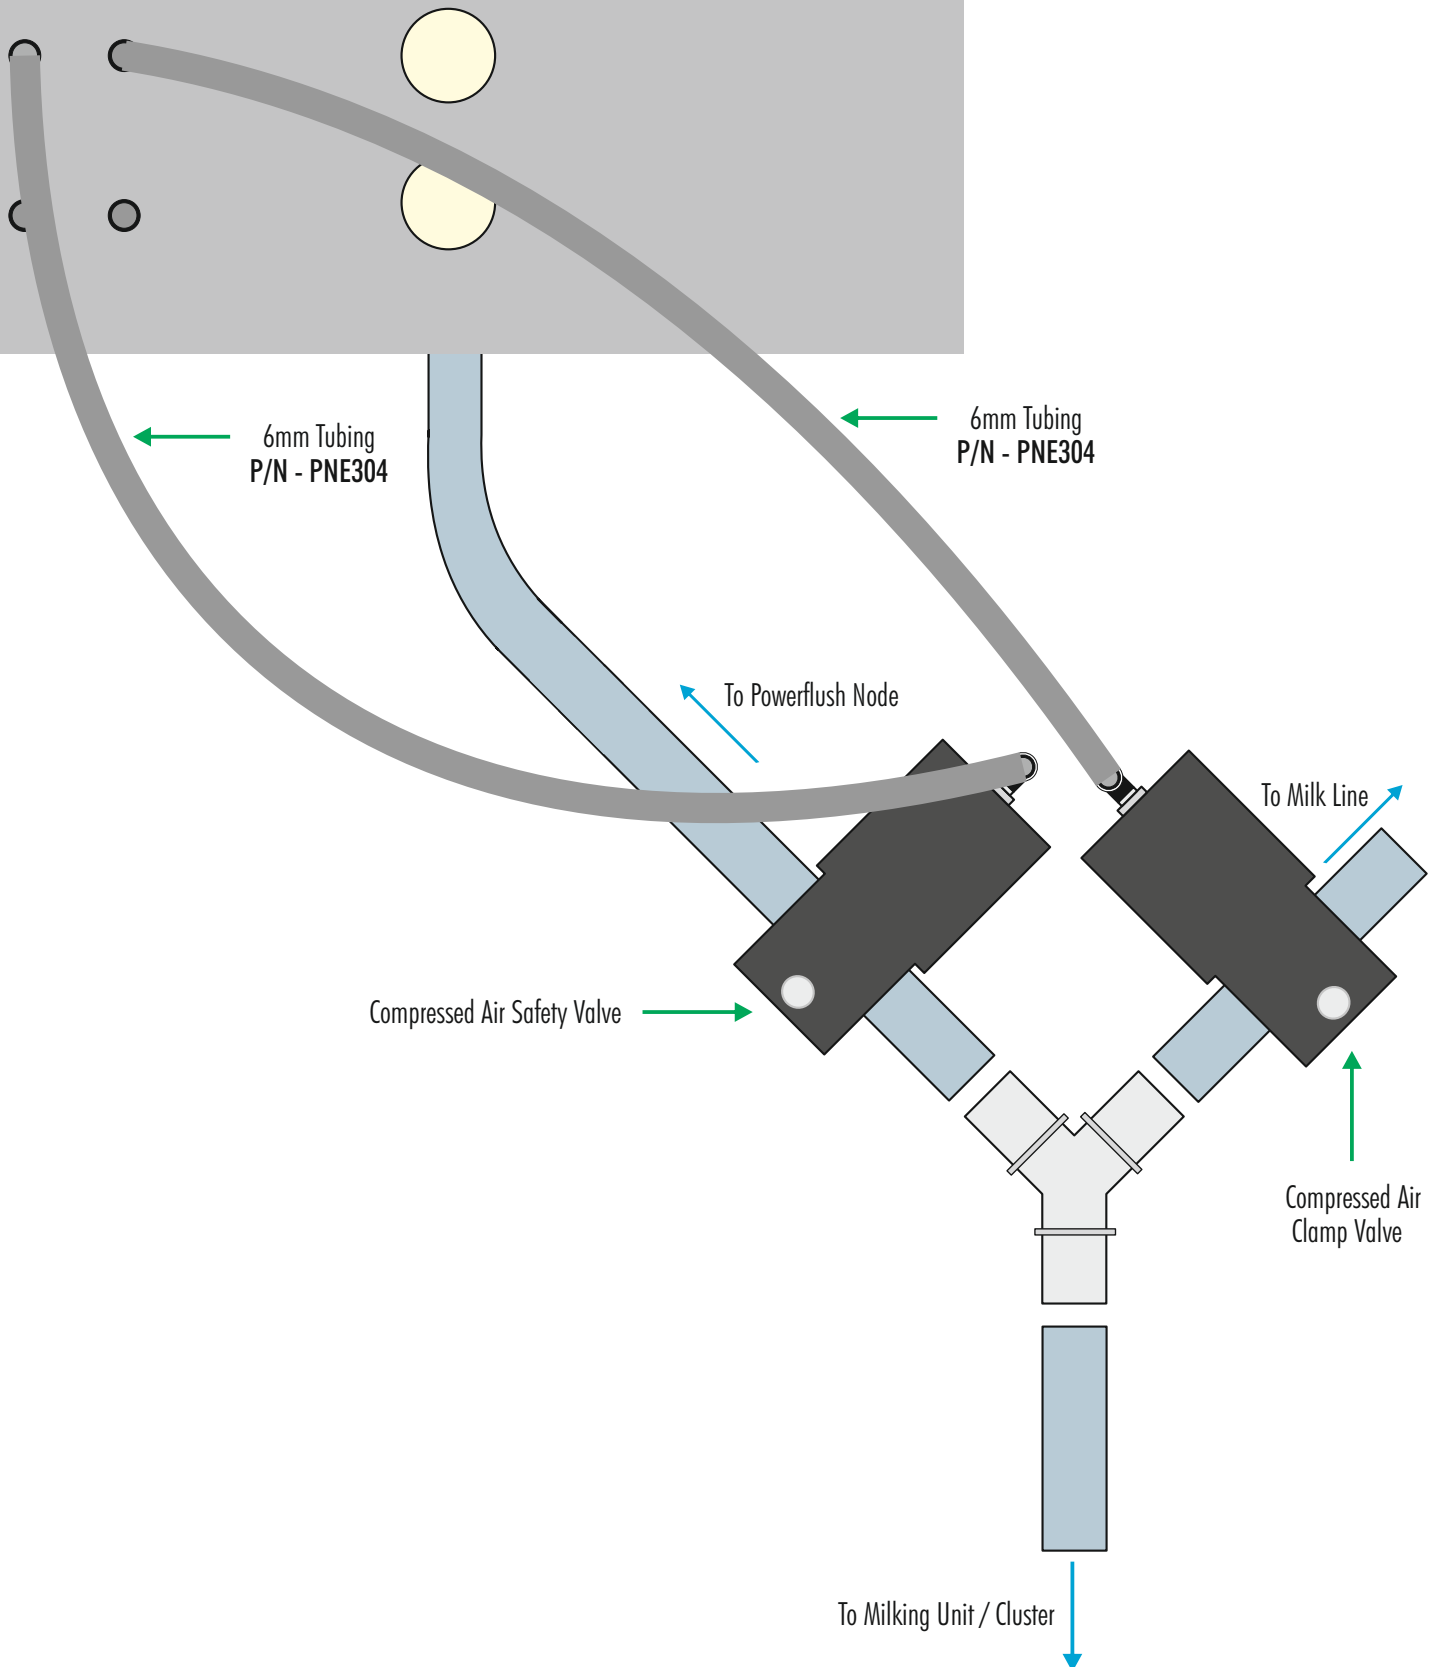 6mm Tubing
P/N - PNE304
6mm Tubing
P/N - PNE304
To Powerflush Node
To Milk Line
Compressed Air Safety Valve
Compressed Air
Clamp Valve
To Milking Unit / Cluster